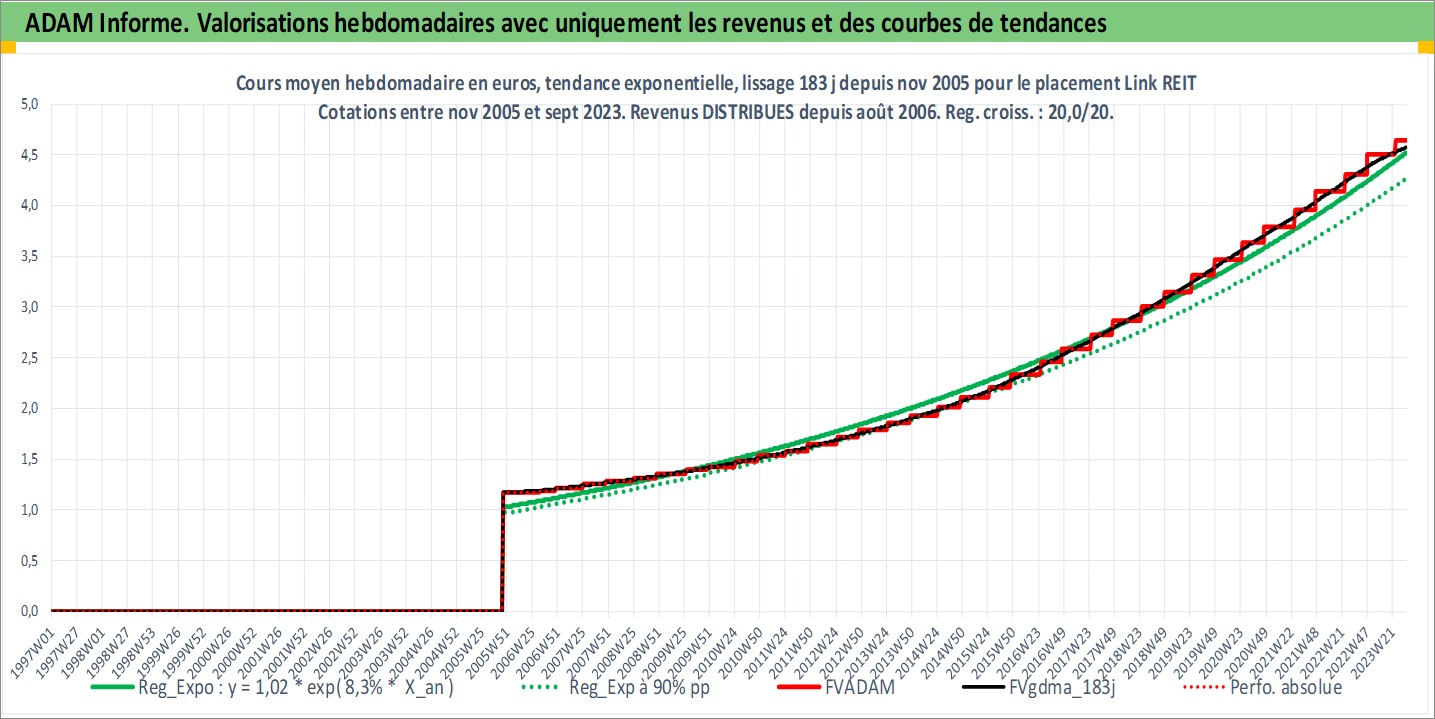 ADAM Informe. Valorisations hebdomadaires avec uniquement les revenus et des courbes de tendances
Cours moyen hebdomadaire en euros, tendance exponentielle, lissage 183 j depuis nov 2005 pour le placement Link REIT
Cotations entre nov 2005 et sept 2023. Revenus DISTRIBUES depuis août 2006. Reg. croiss. : 20,0/20.
5,0
4,5
4,0
3,5
3,0
2,5
2,0
1,5
1,0
0,5
0,0
1997W01
1997W27
1998W01
1998W27
1998W53
1999W26
1999W52
2000W26
2000W52
2001W26
2001W52
2002W26
2002W52
2003W26
2003W52
2004W26
2004W52
2005W25
2005W51
2006W25
2006W51
2007W25
2007W51
2008W25
2008W51
2009W25
2009W51
2010W24
2010W50
2011W24
2011W50
2012W24
2012W50
2013W24
2013W50
2014W24
2014W50
2015W24
2015W50
2016W23
2016W49
2017W23
2017W49
2018W23
2018W49
2019W23
2019W49
2020W23
2020W49
2021W22
2021W48
2022W21
2022W47
2023W21
Reg_Expo : y = 1,02 * exp( 8,3% * X_an )
Reg_Exp à 90% pp
FVADAM
FVgdma_183j
Perfo. absolue